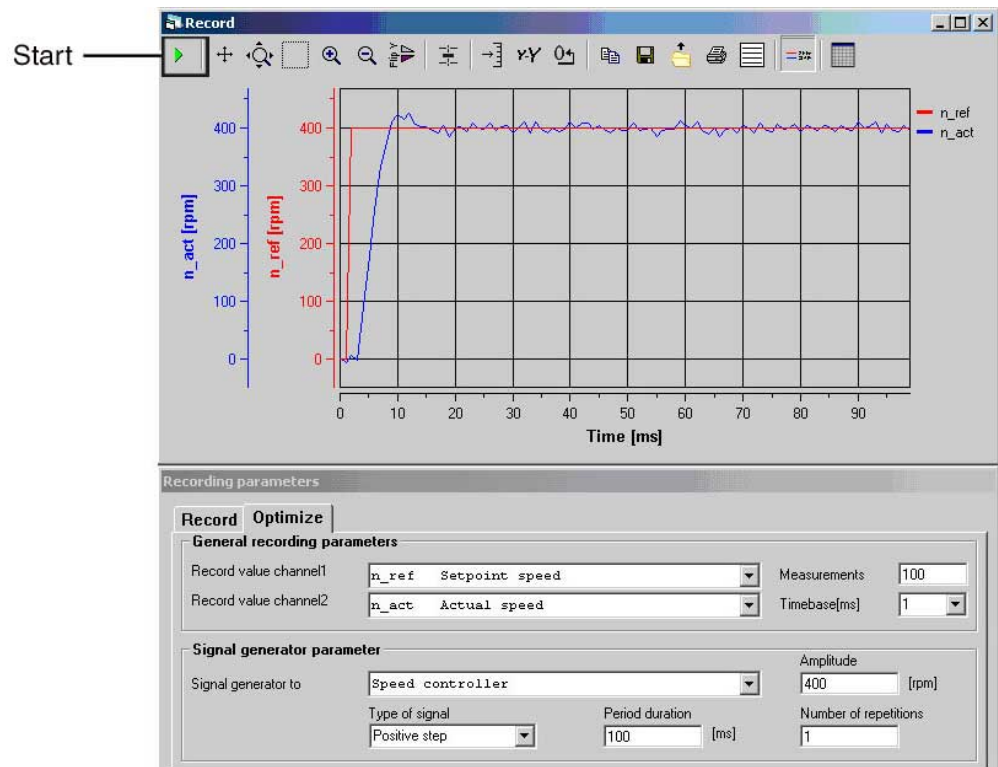 Record
Start
Y-Y
0
n_ref
n_act
400
300
200
100
0
n_act [rpm]
400
300
200
100
0
n_ref [rpm]
0 10 20 30 40 50 60 70 80 90
Time [ms]
Recording parameters
Record Optimize
General recording parameters
Record value channel1 n_ref Setpoint speed Measurements 100
Record value channel2 n_act Actual speed Timebase[ms] 1
Signal generator parameter
Amplitude
Signal generator to Speed controller 400 [rpm]
Type of signal Period duration Number of repetitions
Positive step 100 [ms] 1